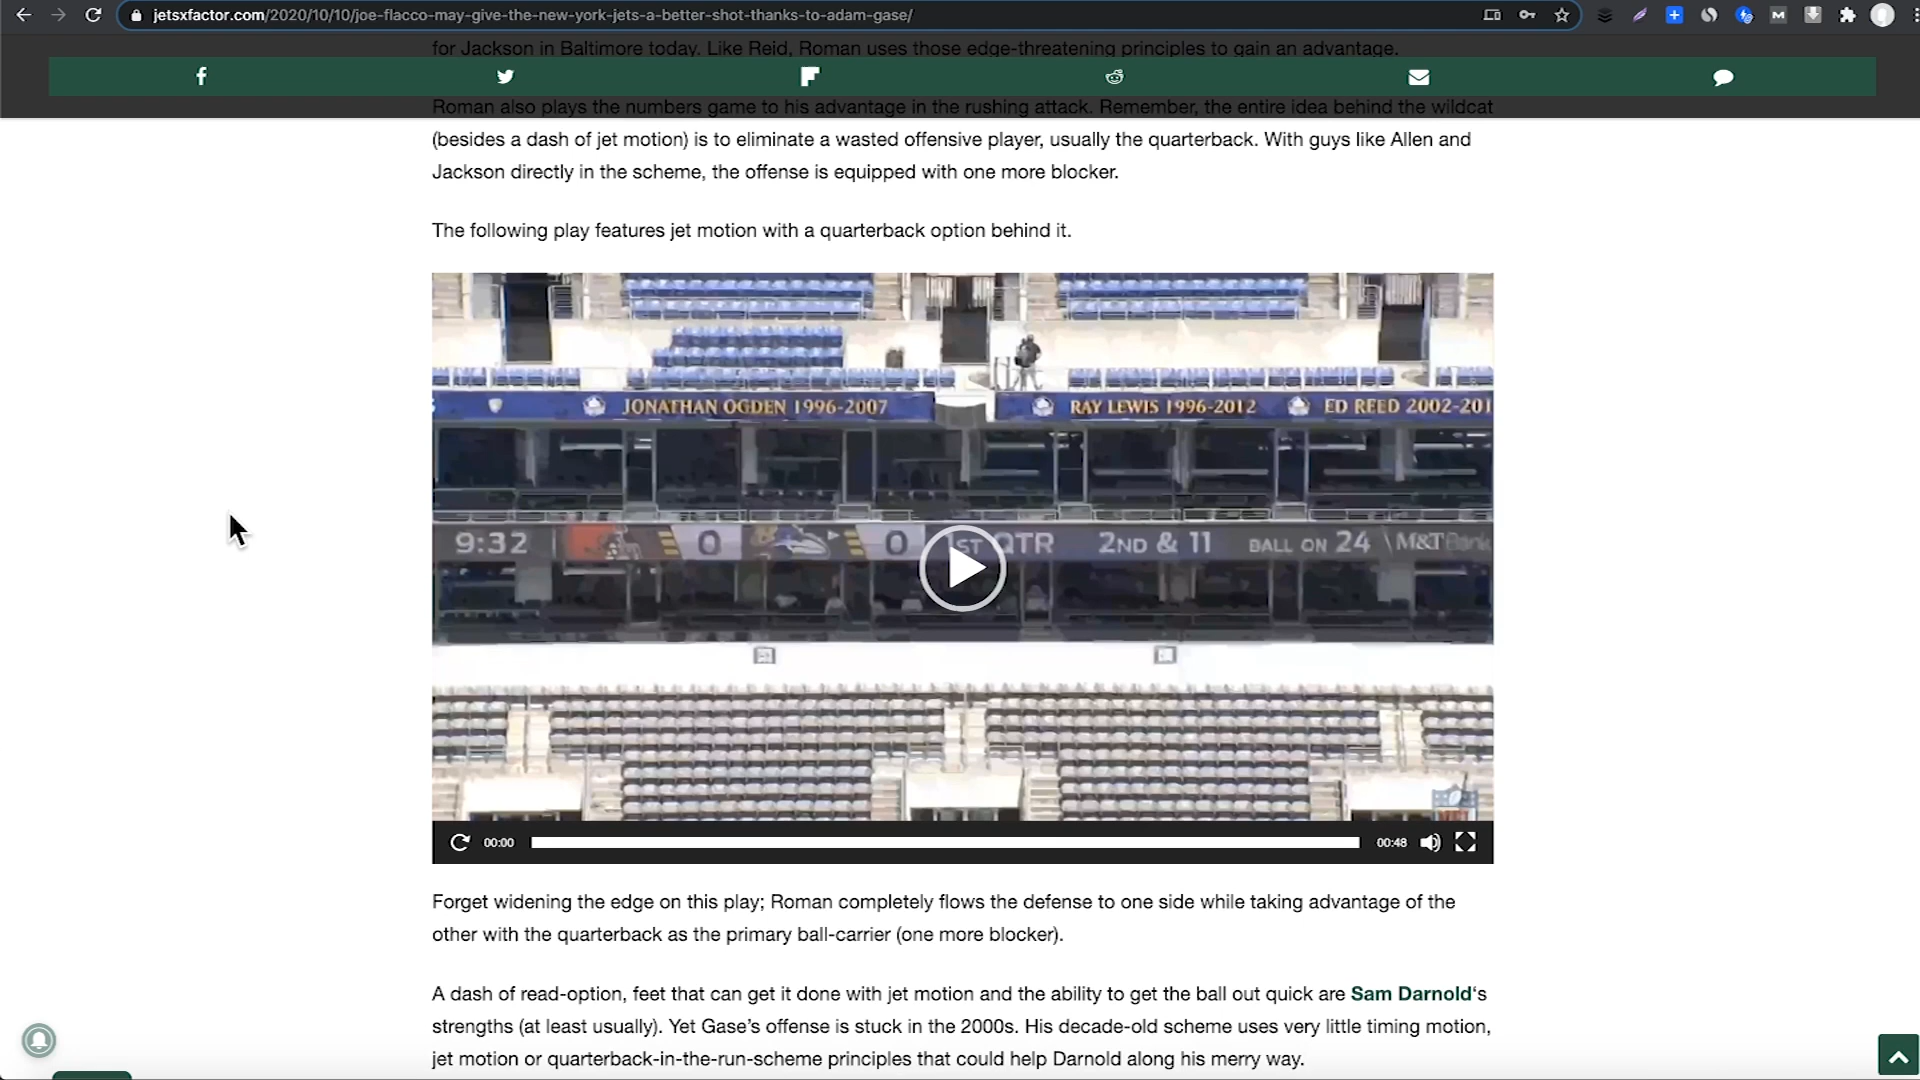 jetsxfactor.com/2020/10/10/joe-flacco-may-give-the-new-york-jets-a-better-shot-thanks-to-adam-gase/
for Jackson in Baltimore today. Like Reid, Roman uses those edge-threatening principles to gain an advantage.
Roman also plays the numbers game to his advantage in the rushing attack. Remember, the entire idea behind the wildcat
(besides a dash of jet motion) is to eliminate a wasted offensive player, usually the quarterback. With guys like Allen and
Jackson directly in the scheme, the offense is equipped with one more blocker.
The following play features jet motion with a quarterback option behind it.
JONATHAN OGDEN 1996-2007 RAY LEWIS 1996-2012 ED REED 2002-201
9:32 0 0 1ST QTR 2ND & 11 BALL ON 24 M&T Bank
00:00 00:48
Forget widening the edge on this play; Roman completely flows the defense to one side while taking advantage of the
other with the quarterback as the primary ball-carrier (one more blocker).
A dash of read-option, feet that can get it done with jet motion and the ability to get the ball out quick are Sam Darnold‘s
strengths (at least usually). Yet Gase’s offense is stuck in the 2000s. His decade-old scheme uses very little timing motion,
jet motion or quarterback-in-the-run-scheme principles that could help Darnold along his merry way.